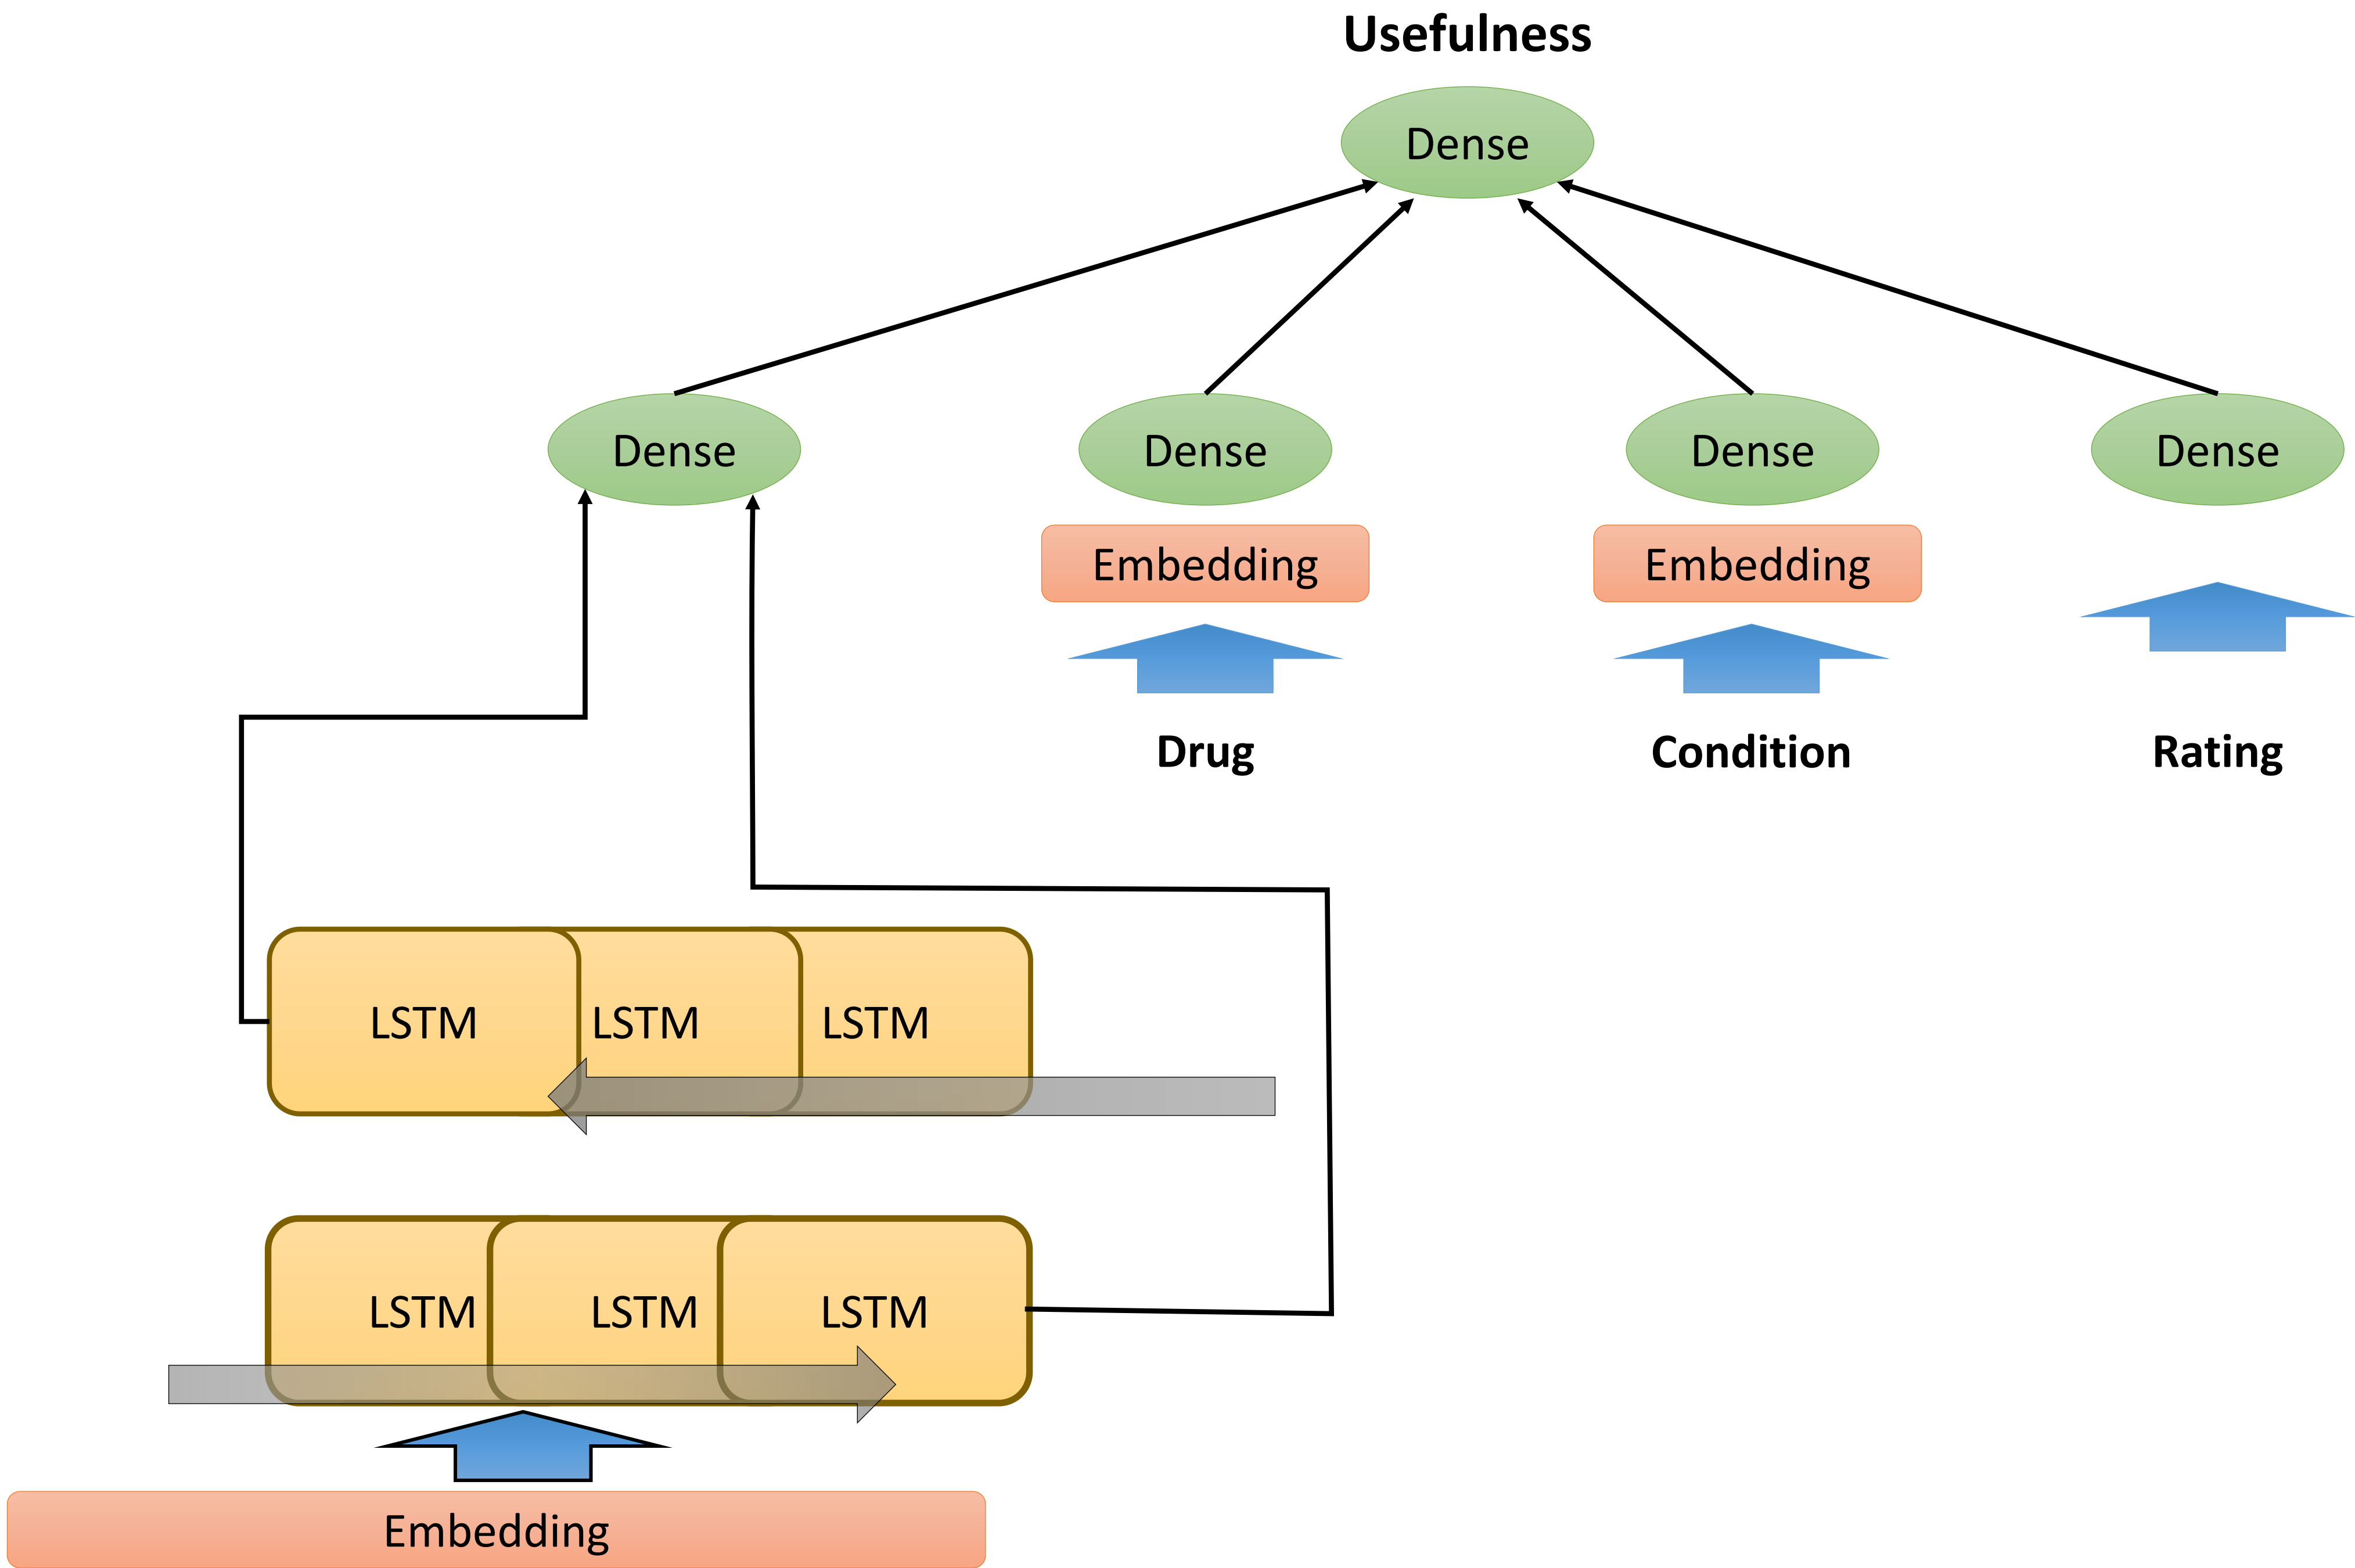 Usefulness
Dense
Dense
Dense
Dense
Dense
Embedding
Embedding
Drug
Condition
Rating
LSTM
LSTM
LSTM
LSTM
LSTM
LSTM
Embedding